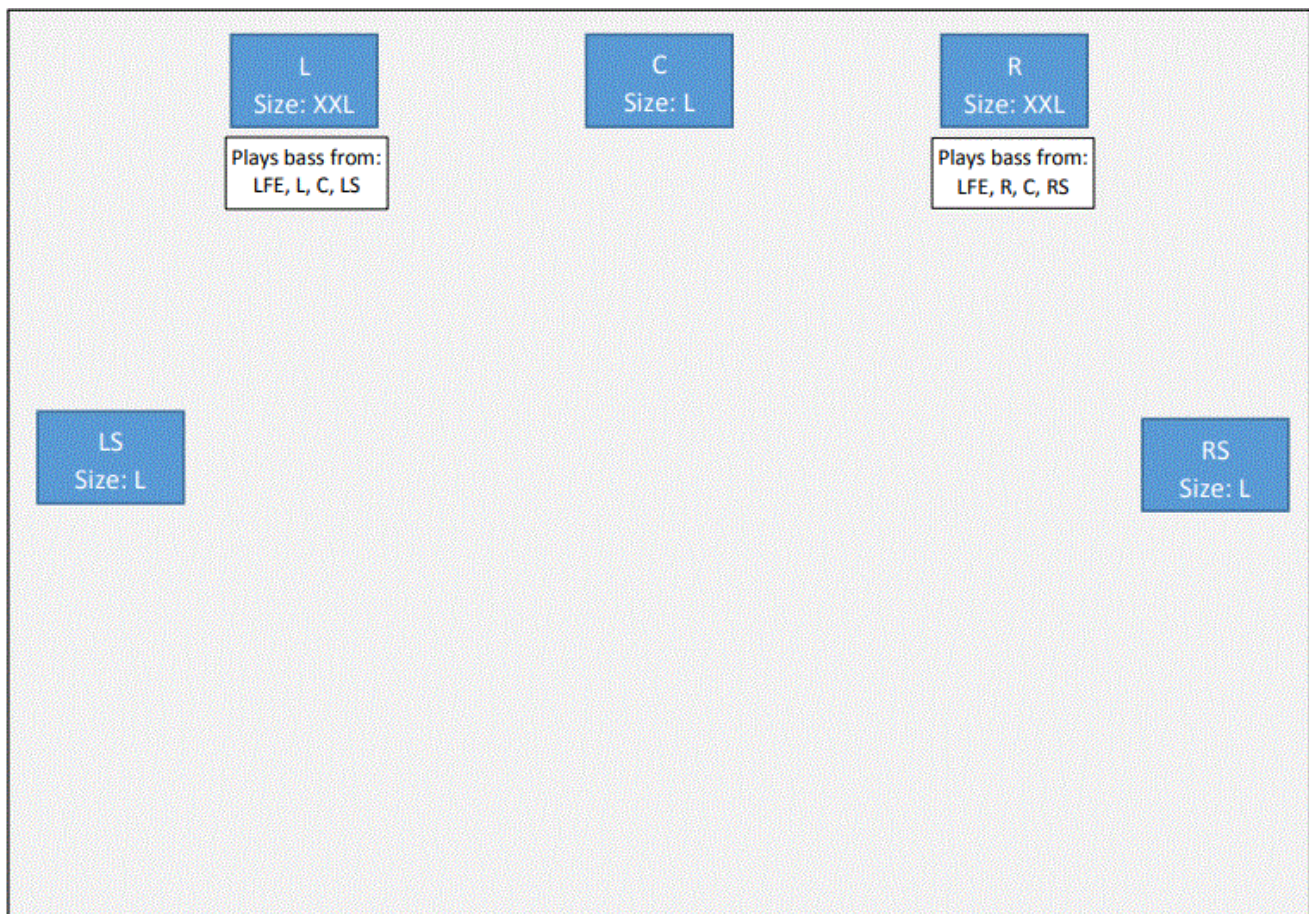 L
Size: XXL
C
Size: L
R
Size: XXL
Plays bass from:
LFE, L, C, LS
Plays bass from:
LFE, R, C, RS
LS
Size: L
RS
Size: L